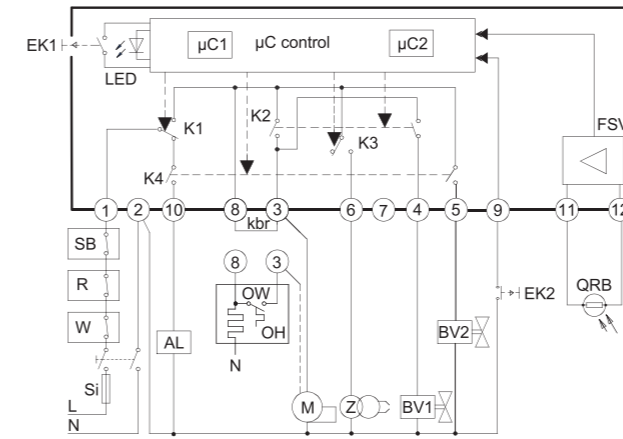 EK1
LED
µC1
µC control
µC2
FSV
K1
K2
K3
K4
1
2
10
8
3
6
7
4
5
9
11
12
kbr
SB
R
W
Si
L
N
AL
8
3
OW
OH
N
M
Z
BV1
BV2
EK2
QRB